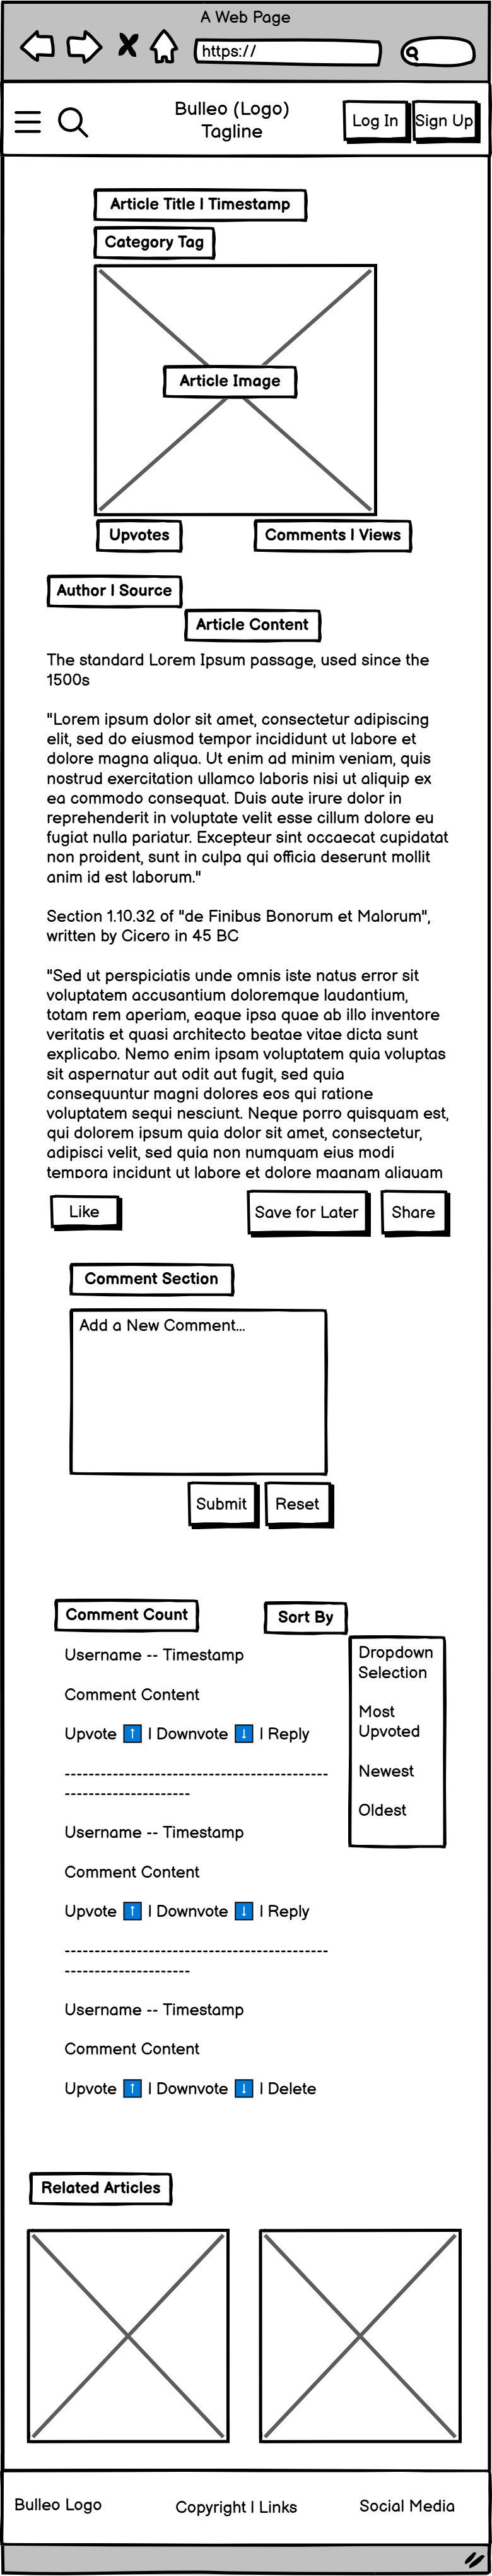 A Web Page
https://
Bulleo (Logo)
Tagline
Log In
Sign Up
Article Title | Timestamp
Category Tag
Article Image
Upvotes
Comments | Views
Author | Source
Article Content
The standard Lorem Ipsum passage, used since the
1500s
"Lorem ipsum dolor sit amet, consectetur adipiscing
elit, sed do eiusmod tempor incididunt ut labore et
dolore magna aliqua. Ut enim ad minim veniam, quis
nostrud exercitation ullamco laboris nisi ut aliquip ex
ea commodo consequat. Duis aute irure dolor in
reprehenderit in voluptate velit esse cillum dolore eu
fugiat nulla pariatur. Excepteur sint occaecat cupidatat
non proident, sunt in culpa qui officia deserunt mollit
anim id est laborum."
Section 1.10.32 of "de Finibus Bonorum et Malorum",
written by Cicero in 45 BC
"Sed ut perspiciatis unde omnis iste natus error sit
voluptatem accusantium doloremque laudantium,
totam rem aperiam, eaque ipsa quae ab illo inventore
veritatis et quasi architecto beatae vitae dicta sunt
explicabo. Nemo enim ipsam voluptatem quia voluptas
sit aspernatur aut odit aut fugit, sed quia
consequuntur magni dolores eos qui ratione
voluptatem sequi nesciunt. Neque porro quisquam est,
qui dolorem ipsum quia dolor sit amet, consectetur,
adipisci velit, sed quia non numquam eius modi
tempora incidunt ut labore et dolore magnam aliquam
Like
Save for Later
Share
Comment Section
Add a New Comment...
Submit
Reset
Comment Count
Sort By
Username -- Timestamp
Comment Content
Upvote ⬆️ | Downvote ⬇️ | Reply
---------------------------------------------
---------------------
Username -- Timestamp
Comment Content
Upvote ⬆️ | Downvote ⬇️ | Reply
---------------------------------------------
---------------------
Username -- Timestamp
Comment Content
Upvote ⬆️ | Downvote ⬇️ | Delete
Dropdown
Selection
Most
Upvoted
Newest
Oldest
Related Articles
Bulleo Logo
Copyright | Links
Social Media